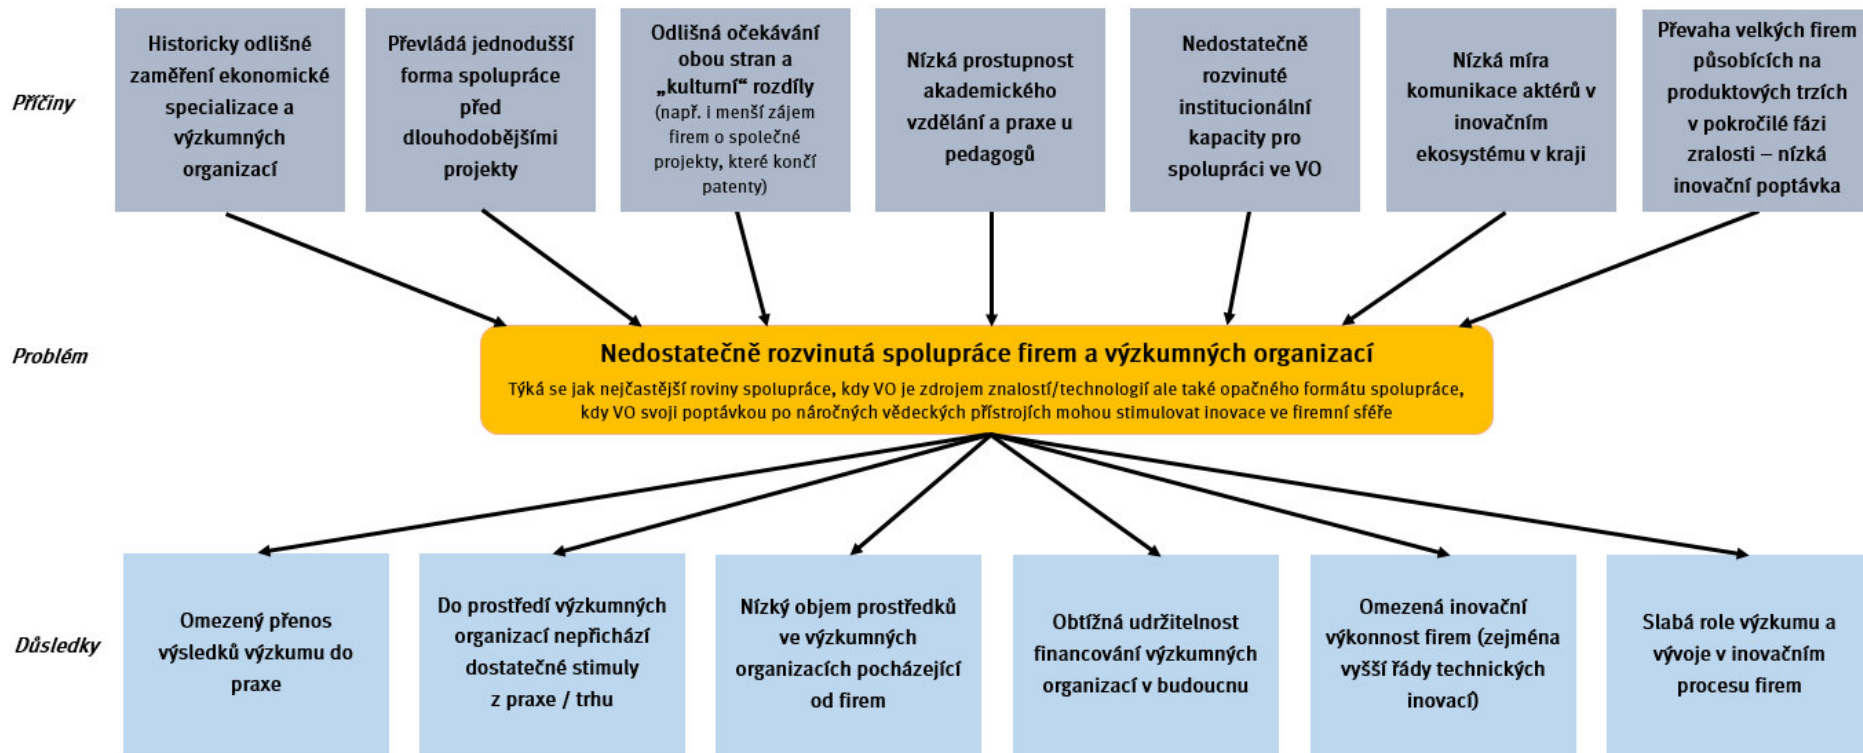 Příčiny
Historicky odlišné
zaměření ekonomické
specializace a
výzkumných
organizací
Převládá jednodušší
forma spolupráce
před
dlouhodobějšími
projekty
Odlišná očekávání
obou stran a
„kulturní“ rozdíly
(např. i menší zájem
firem o společné
projekty, které končí
patenty)
Nízká prostupnost
akademického
vzdělání a praxe u
pedagogů
Nedostatečně
rozvinuté
institucionální
kapacity pro
spolupráci ve VO
Nízká míra
komunikace aktérů v
inovačním
ekosystému v kraji
Převaha velkých firem
působících na
produktových trzích
v pokročilé fázi
zralosti – nízká
inovační poptávka
Problém
Nedostatečně rozvinutá spolupráce firem a výzkumných organizací
Týká se jak nejčastější roviny spolupráce, kdy VO je zdrojem znalostí/technologií ale také opačného formátu spolupráce,
kdy VO svoji poptávkou po náročných vědeckých přístrojích mohou stimulovat inovace ve firemní sféře
Důsledky
Omezený přenos
výsledků výzkumu do
praxe
Do prostředí výzkumných
organizací nepřichází
dostatečné stimuly
z praxe / trhu
Nízký objem prostředků
ve výzkumných
organizacích pocházející
od firem
Obtížná udržitelnost
financování výzkumných
organizací v budoucnu
Omezená inovační
výkonnost firem (zejména
vyšší řády technických
inovací)
Slabá role výzkumu a
vývoje v inovačním
procesu firem